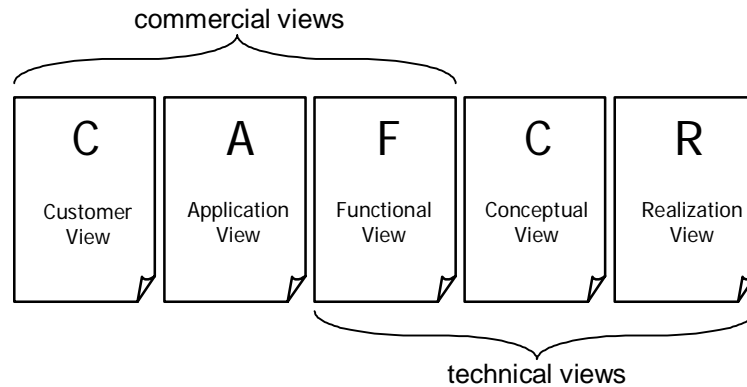 commercial views
C
Customer
View
A
Application
View
F
Functional
View
C
Conceptual
View
R
Realization
View
technical views